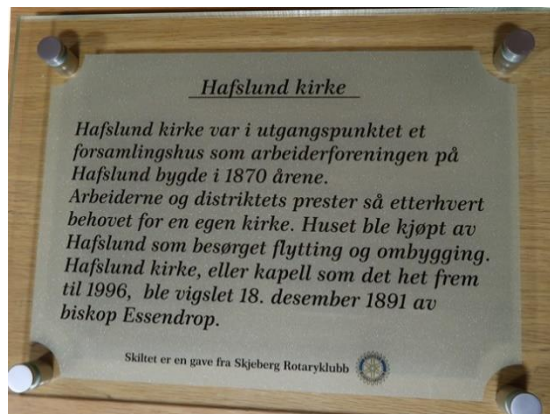 Hafslund kirke
Hafslund kirke var i utgangspunktet et
forsamlingshus som arbeiderforeningen på
Hafslund bygde i 1870 årene.
Arbeiderne og distriktets prester så etterhvert
behovet for en egen kirke. Huset ble kjøpt av
Hafslund som besørget flytting og ombygging.
Hafslund kirke, eller kapell som det het frem
til 1996, ble vigslet 18. desember 1891 av
biskop Essendrop.
Skiltet er en gave fra Skjeberg Rotaryklubb